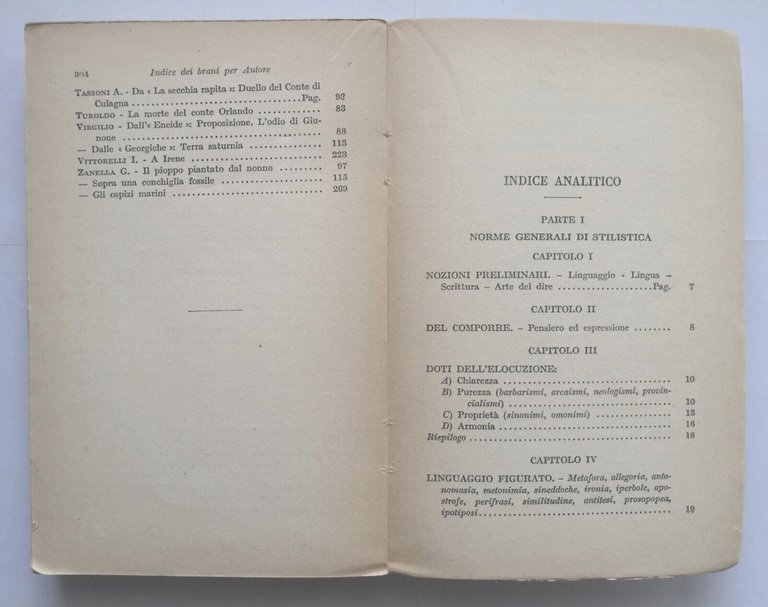 394 Indice dei brani per Autore
TASSONI A. - Da « La secchia rapita »: Duello del Conte di
Culagna ..............................Pag. 93
TUROLDO - La morte del conte Orlando ............. 83
VIRGILIO - Dall'« Eneide »: Proposizione. L'odio di Giu-
none ........................................ 88
— Dalle « Georgiche »: Terra saturnia ............. 113
VITTORELLI I. - A Irene .......................... 223
ZANELLA G. - Il pioppo piantato dal nonno ......... 97
— Sopra una conchiglia fossile .................... 115
— Gli ospizi marini ............................... 269
INDICE ANALITICO
PARTE I
NORME GENERALI DI STILISTICA
CAPITOLO I
NOZIONI PRELIMINARI. – Linguaggio - Lingua –
Scrittura – Arte del dire ...................Pag. 7
CAPITOLO II
DEL COMPORRE. – Pensiero ed espressione ........ 8
CAPITOLO III
DOTI DELL'ELOCUZIONE:
A) Chiarezza ................................... 10
B) Purezza (barbarismi, arcaismi, neologismi, provin-
cialismi) ...................................... 10
C) Proprietà (sinonimi, omonimi) ............... 13
D) Armonia ..................................... 16
Riepilogo ........................................ 18
CAPITOLO IV
LINGUAGGIO FIGURATO. – Metafora, allegoria, anto-
nomasia, metonimia, sineddoche, ironia, iperbole, apo-
strofe, perifrasi, similitudine, antitesi, prosopopea,
ipotiposi ........................................ 19